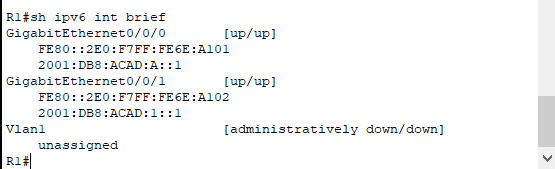 R1#sh ipv6 int brief
GigabitEthernet0/0/0 [up/up]
FE80::2E0:F7FF:FE6E:A101
2001:DB8:ACAD:A::1
GigabitEthernet0/0/1 [up/up]
FE80::2E0:F7FF:FE6E:A102
2001:DB8:ACAD:1::1
Vlan1 [administratively down/down]
unassigned
R1#